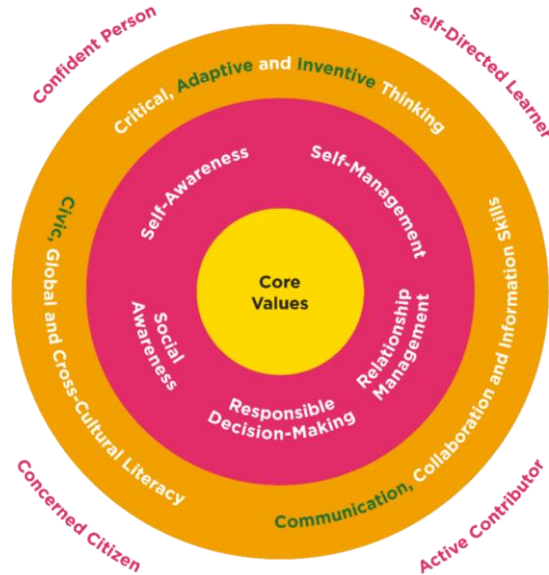 Confident Person
Self-Directed Learner
Critical, Adaptive and Inventive Thinking
Self-Awareness
Self-Management
Civic, Global and Cross-Cultural Literacy
Communication, Collaboration and Information Skills
Core
Values
Social
Awareness
Relationship
Management
Responsible
Decision-Making
Concerned Citizen
Active Contributor